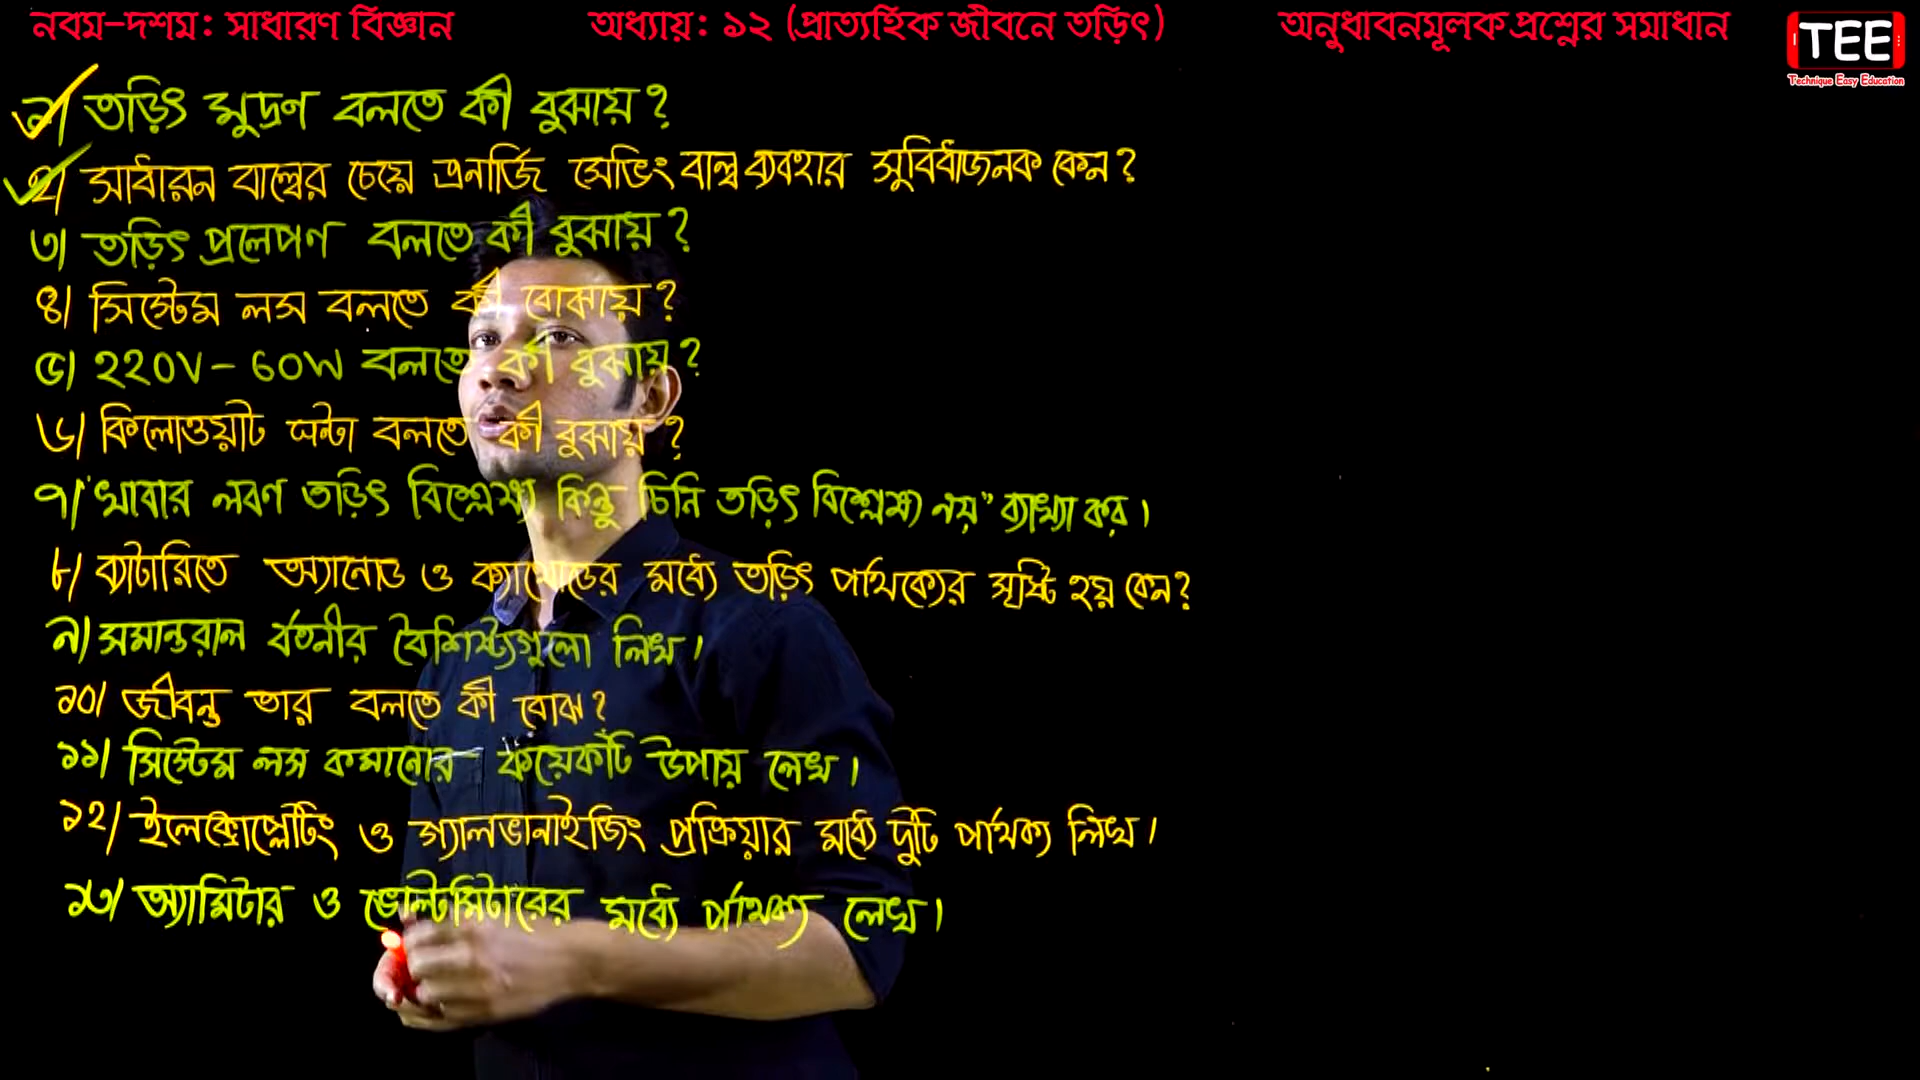 নবম-দশম: সাধারণ বিজ্ঞান অধ্যায়: ১২ (প্রাত্যহিক জীবনে তড়িৎ) অনুধাবনমূলক প্রশ্নের সমাধান
TEE
Technique Easy Education
১। তড়িৎ মুদ্রণ বলতে কী বুঝায়?
২। সাধারন বাল্বের চেয়ে এনার্জি সেভিং বাল্ব ব্যবহার সুবিধাজনক কেন?
৩। তড়িৎ প্রলেপণ বলতে কী বুঝায়?
৪। সিস্টেম লস বলতে কী বোঝায়?
৫। 220V - 60W বলতে কী বুঝায়?
৬। কিলোওয়াট ঘন্টা বলতে কী বুঝায়?
৭। "খাবার লবণ তড়িৎ বিশ্লেষ্য কিন্তু চিনি তড়িৎ বিশ্লেষ্য নয়" ব্যাখ্যা কর।
৮। ব্যাটারিতে অ্যানোড ও ক্যাথোডের মধ্যে তড়িৎ পার্থক্যের সৃষ্টি হয় কেন?
৯। সমান্তরাল বর্তনীর বৈশিষ্ট্যগুলো লিখ।
১০। জীবন্ত তার বলতে কী বোঝ?
১১। সিস্টেম লস কমানোর কয়েকটি উপায় লেখ।
১২। ইলেক্ট্রোপ্লেটিং ও গ্যালভানাইজিং প্রক্রিয়ার মধ্যে দুটি পার্থক্য লিখ।
১৩। অ্যামিটার ও ভোল্টমিটারের মধ্যে পার্থক্য লেখ।